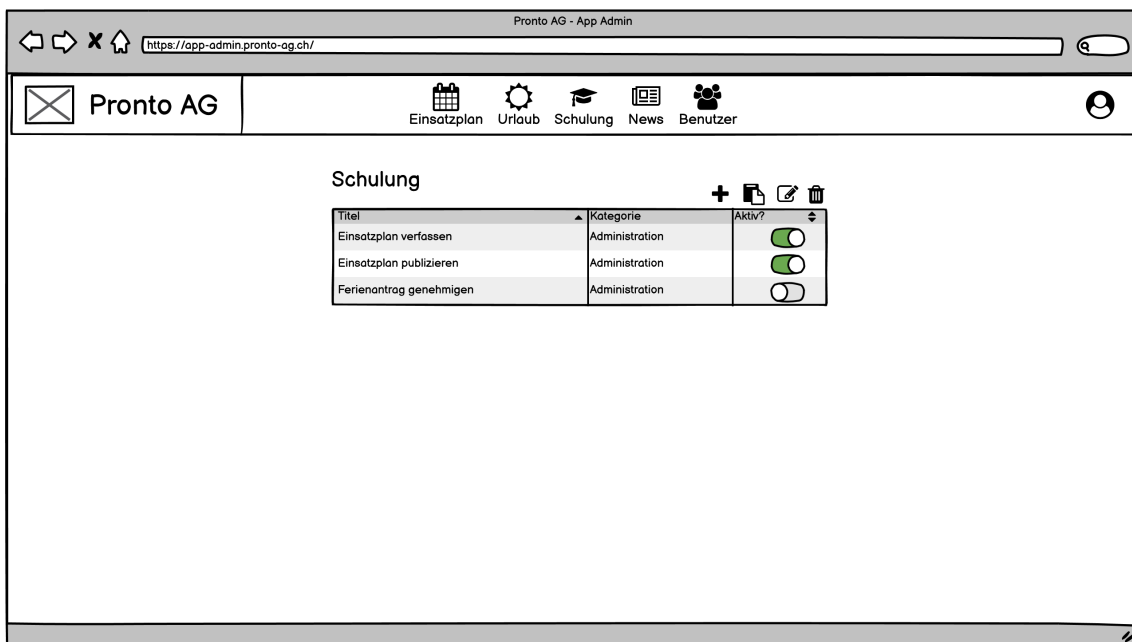 Pronto AG - App Admin
https://app-admin.pronto-ag.ch/
Pronto AG
Einsatzplan Urlaub Schulung News Benutzer
Schulung
Titel Kategorie Aktiv?
Einsatzplan verfassen Administration
Einsatzplan publizieren Administration
Ferienantrag genehmigen Administration